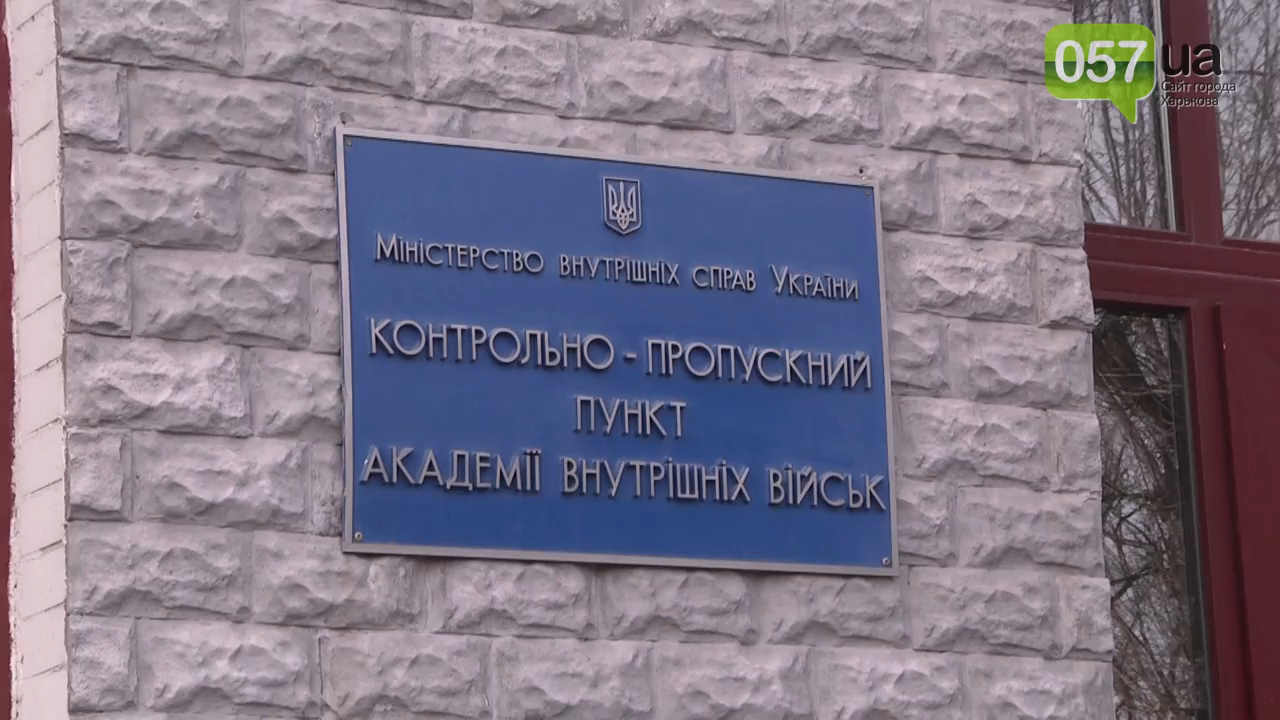 057 ua
Сайт города
Харькова
Міністерство внутрішніх справ України
КОНТРОЛЬНО - ПРОПУСКНИЙ
ПУНКТ
АКАДЕМІЇ ВНУТРІШНІХ ВІЙСЬК